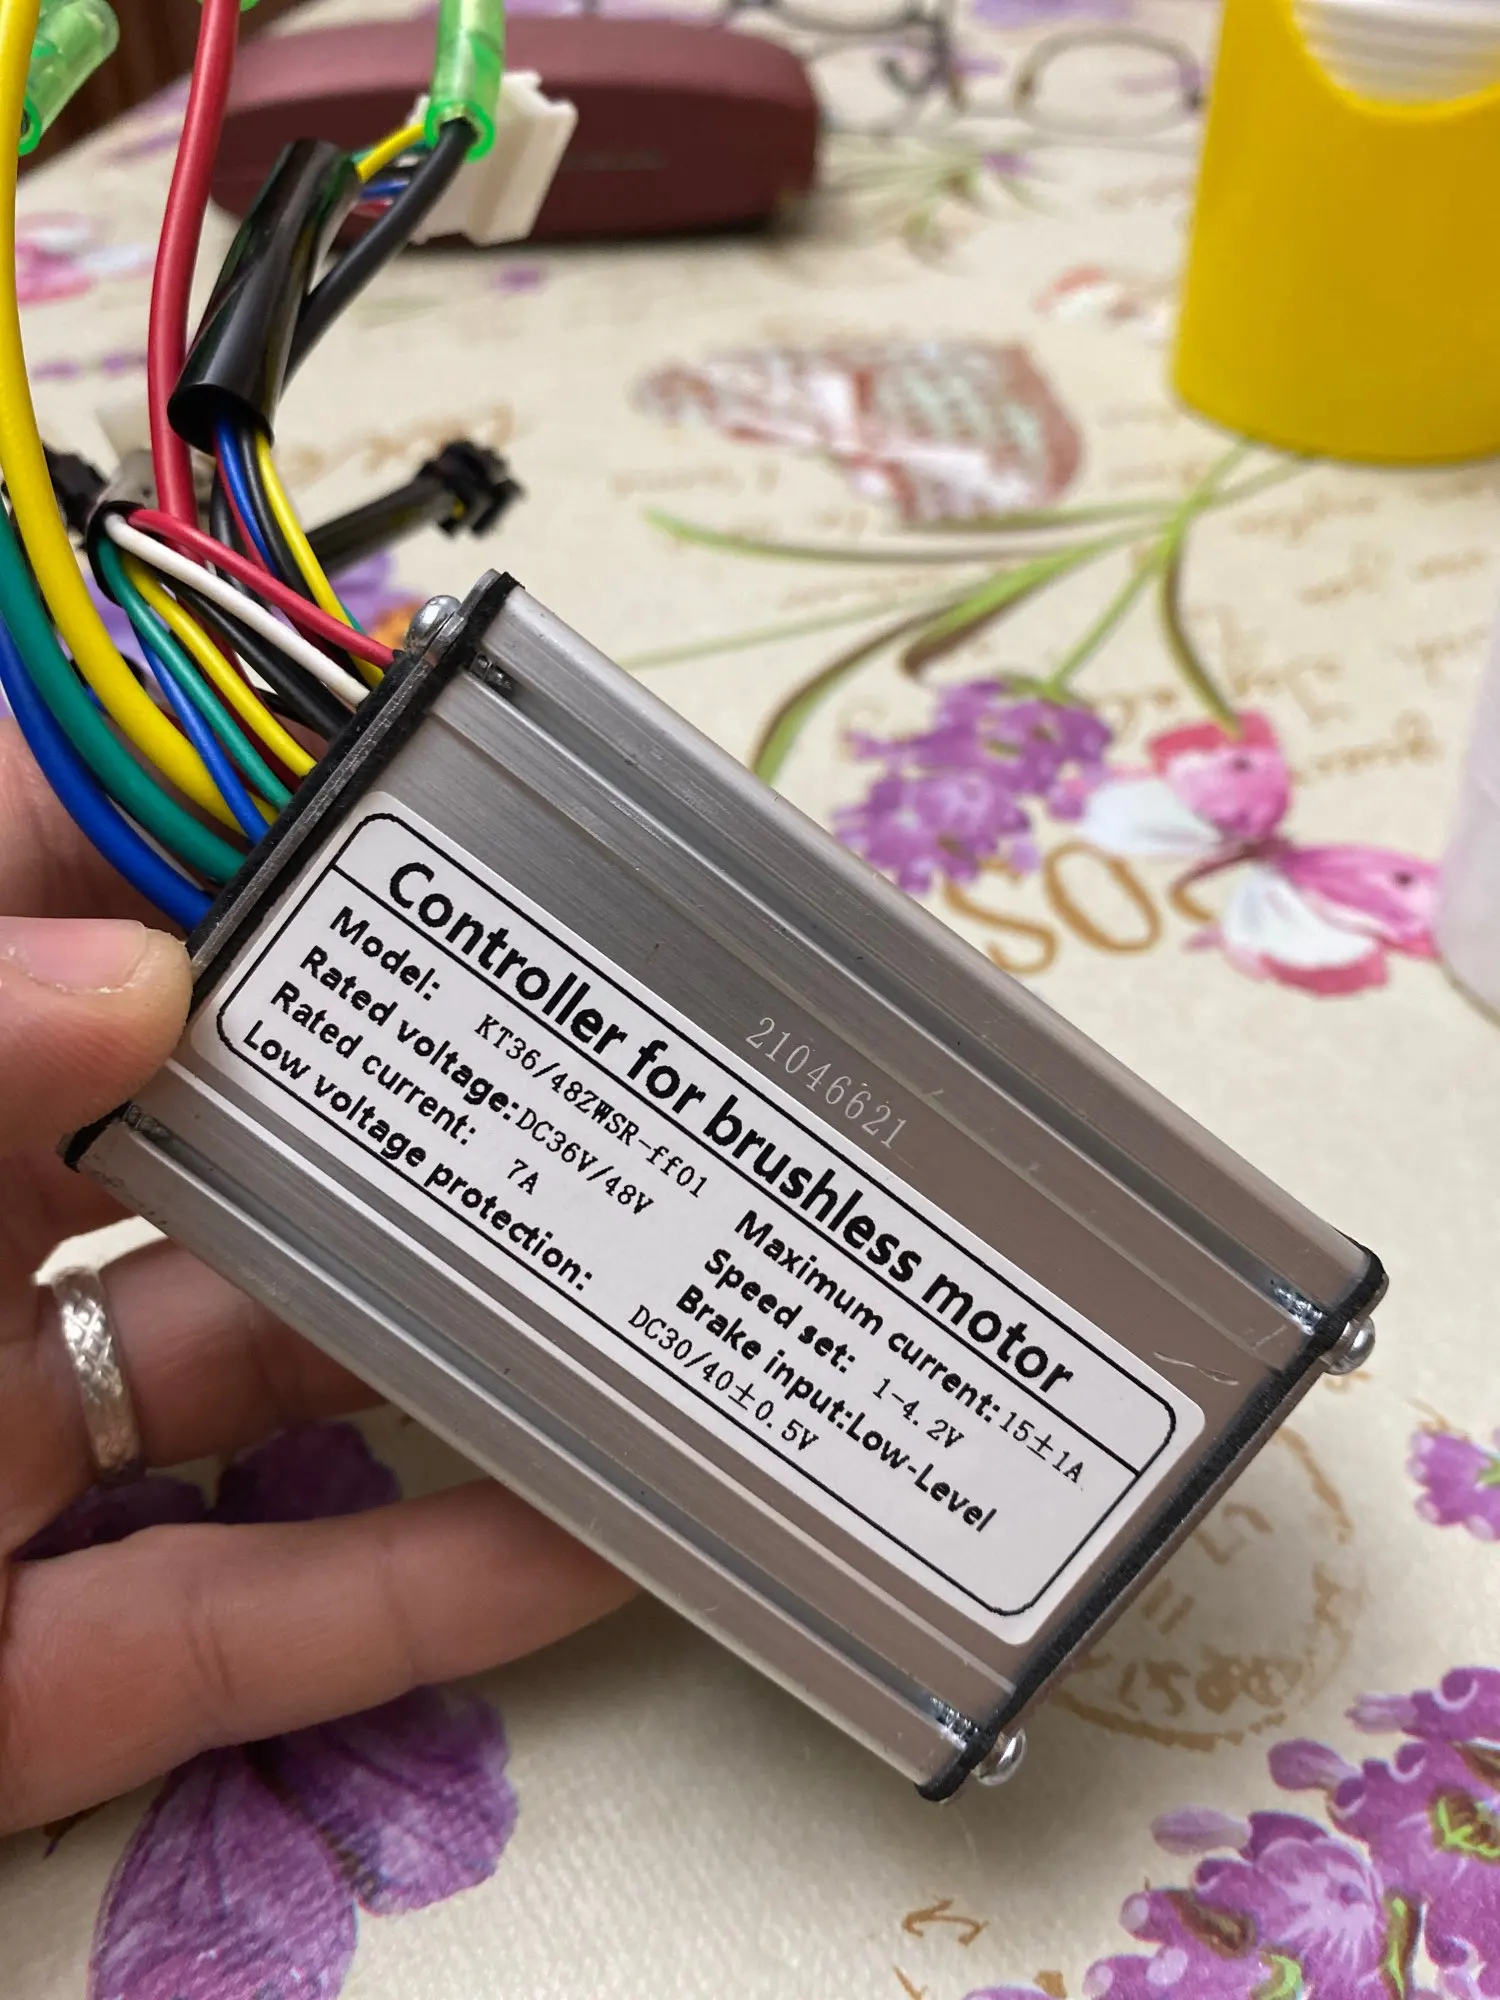 21046621
Controller for brushless motor
Model: KT36/48ZWSR-ff01 Maximum current: 15±1A
Rated voltage: DC36V/48V Speed set: 1-4.2V
Rated current: 7A Brake input:Low-Level
Low voltage protection: DC30/40±0.5V